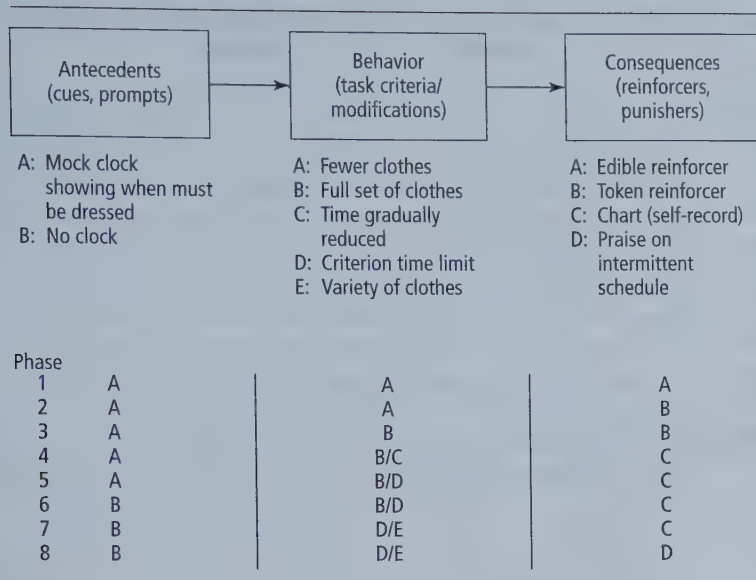 Antecedents
(cues, prompts)
Behavior
(task criteria/
modifications)
Consequences
(reinforcers,
punishers)
A: Mock clock
showing when must
be dressed
B: No clock
A: Fewer clothes
B: Full set of clothes
C: Time gradually
reduced
D: Criterion time limit
E: Variety of clothes
A: Edible reinforcer
B: Token reinforcer
C: Chart (self-record)
D: Praise on
intermittent
schedule
Phase
1 A A A
2 A A B
3 A B B
4 A B/C C
5 A B/D C
6 B B/D C
7 B D/E C
8 B D/E D